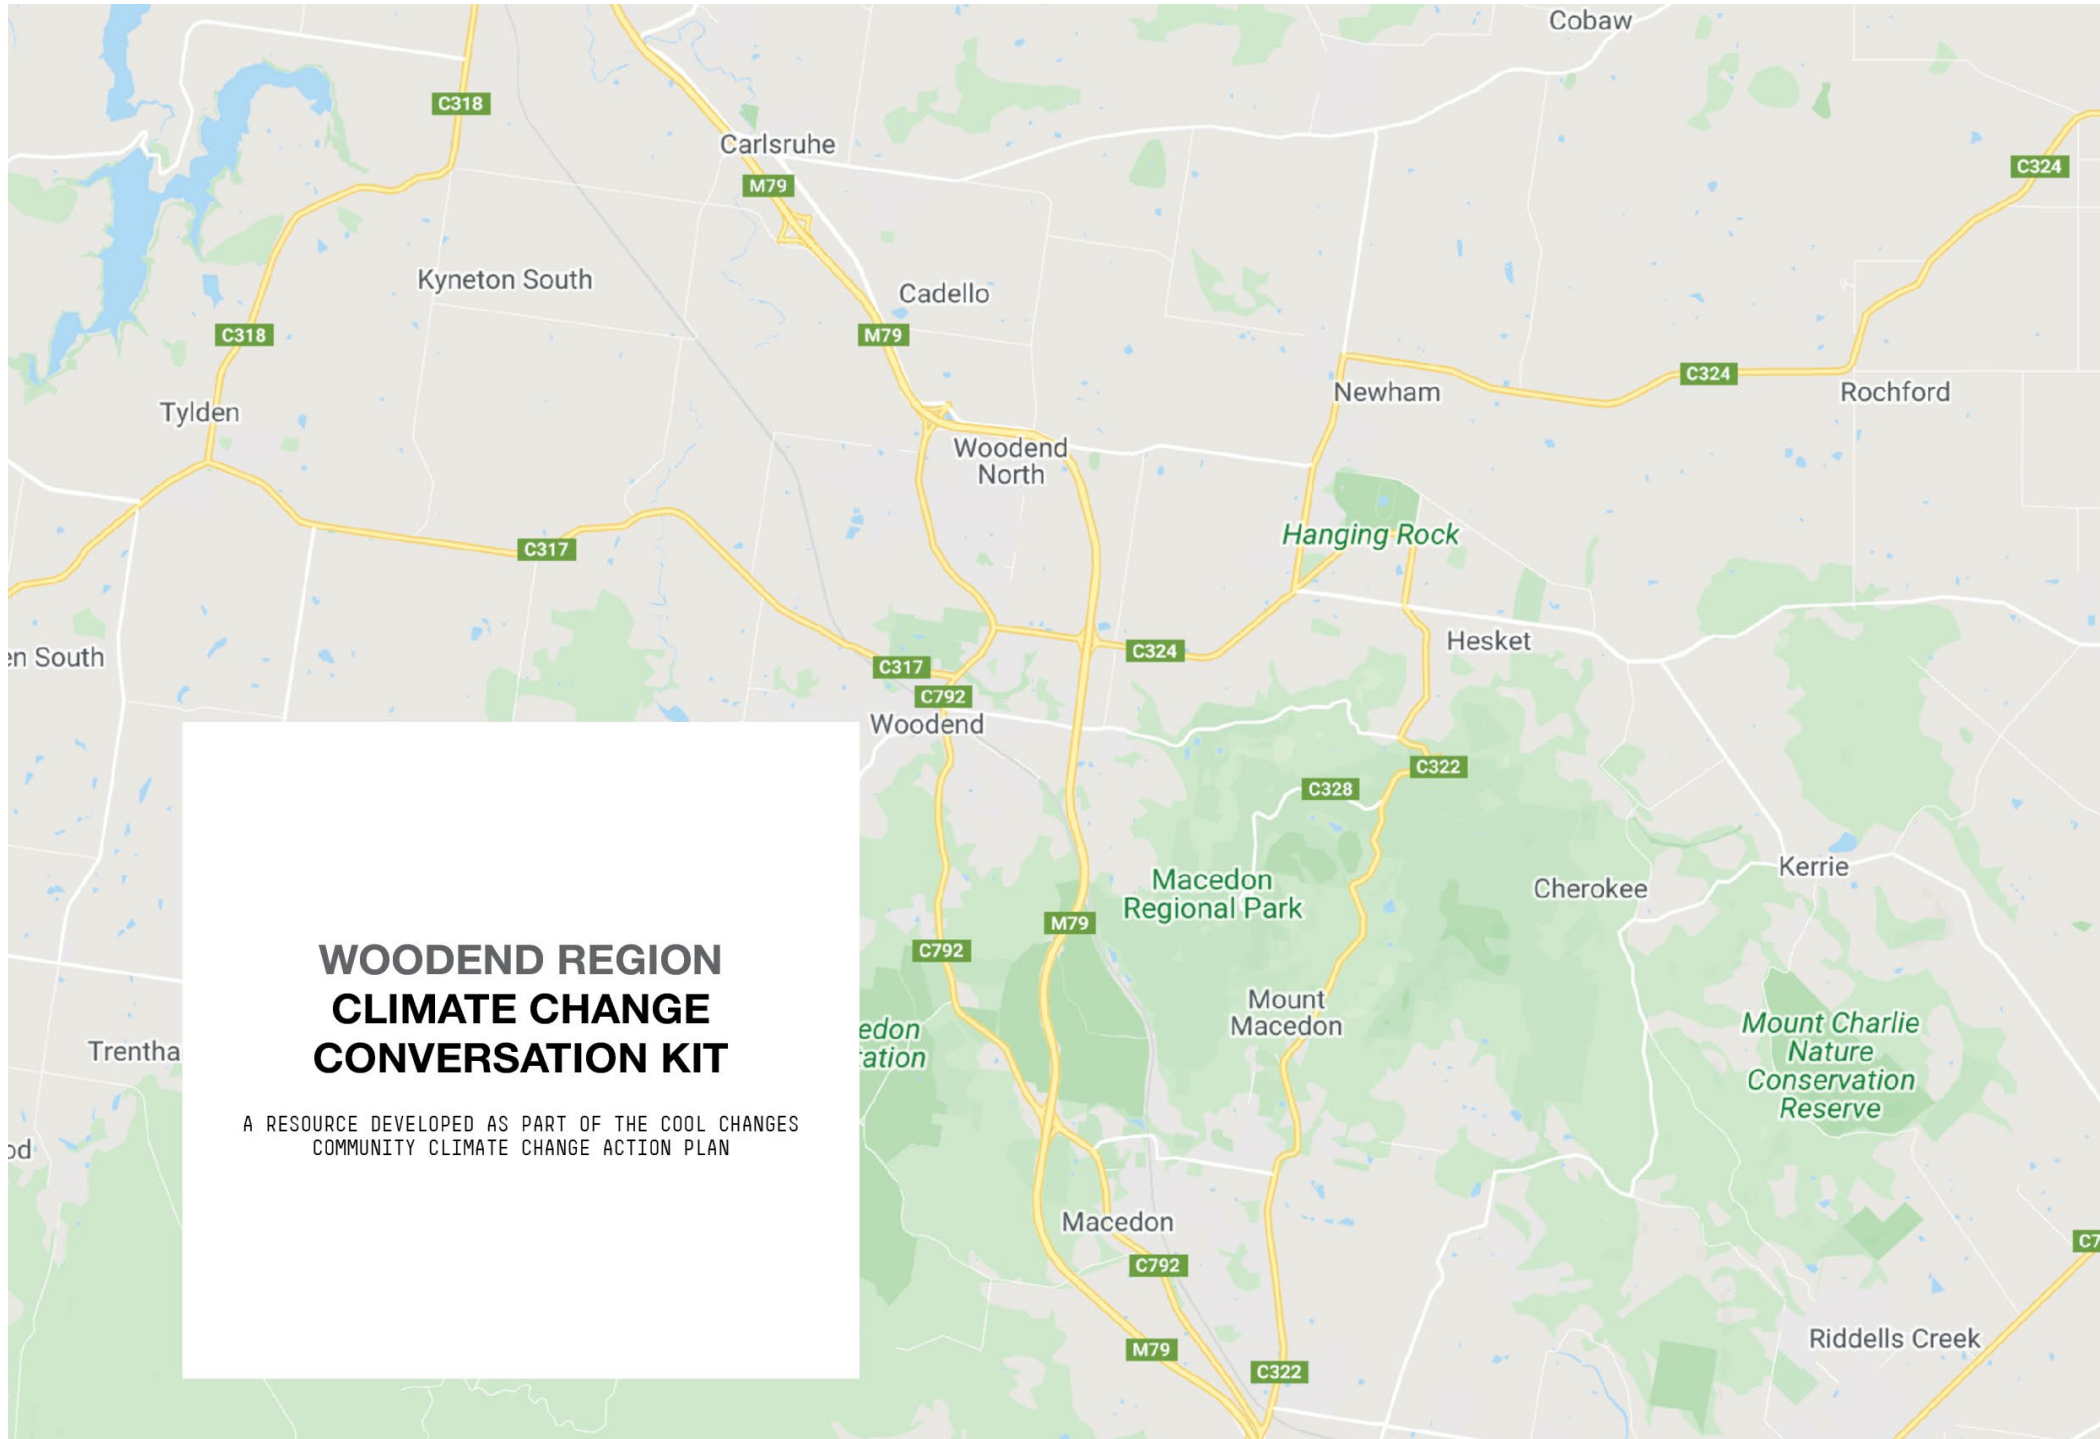 Cobaw
C318
Carlsruhe
C324
M79
Kyneton South
Cadello
C318
M79
C324
Newham
Rochford
Tylden
Woodend
North
Hanging Rock
C317
Hesket
en South
C324
C317
C792
Woodend
C322
C328
Kerrie
Macedon
Regional Park
Cherokee
M79
C792
WOODEND REGION
CLIMATE CHANGE
CONVERSATION KIT
Mount
Macedon
Mount Charlie
Nature
Conservation
Reserve
edon
ration
Trentha
A RESOURCE DEVELOPED AS PART OF THE COOL CHANGES
COMMUNITY CLIMATE CHANGE ACTION PLAN
od
Macedon
C7
C792
Riddells Creek
M79
C322